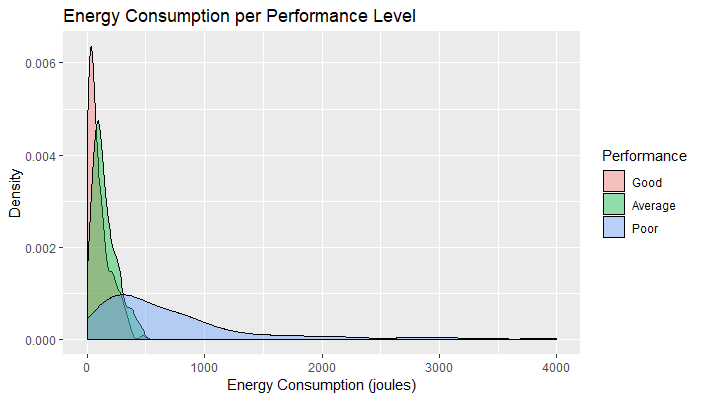 Energy Consumption per Performance Level
0.006
0.004
0.002
0.000
Density
0
1000
2000
3000
4000
Energy Consumption (joules)
Performance
Good
Average
Poor